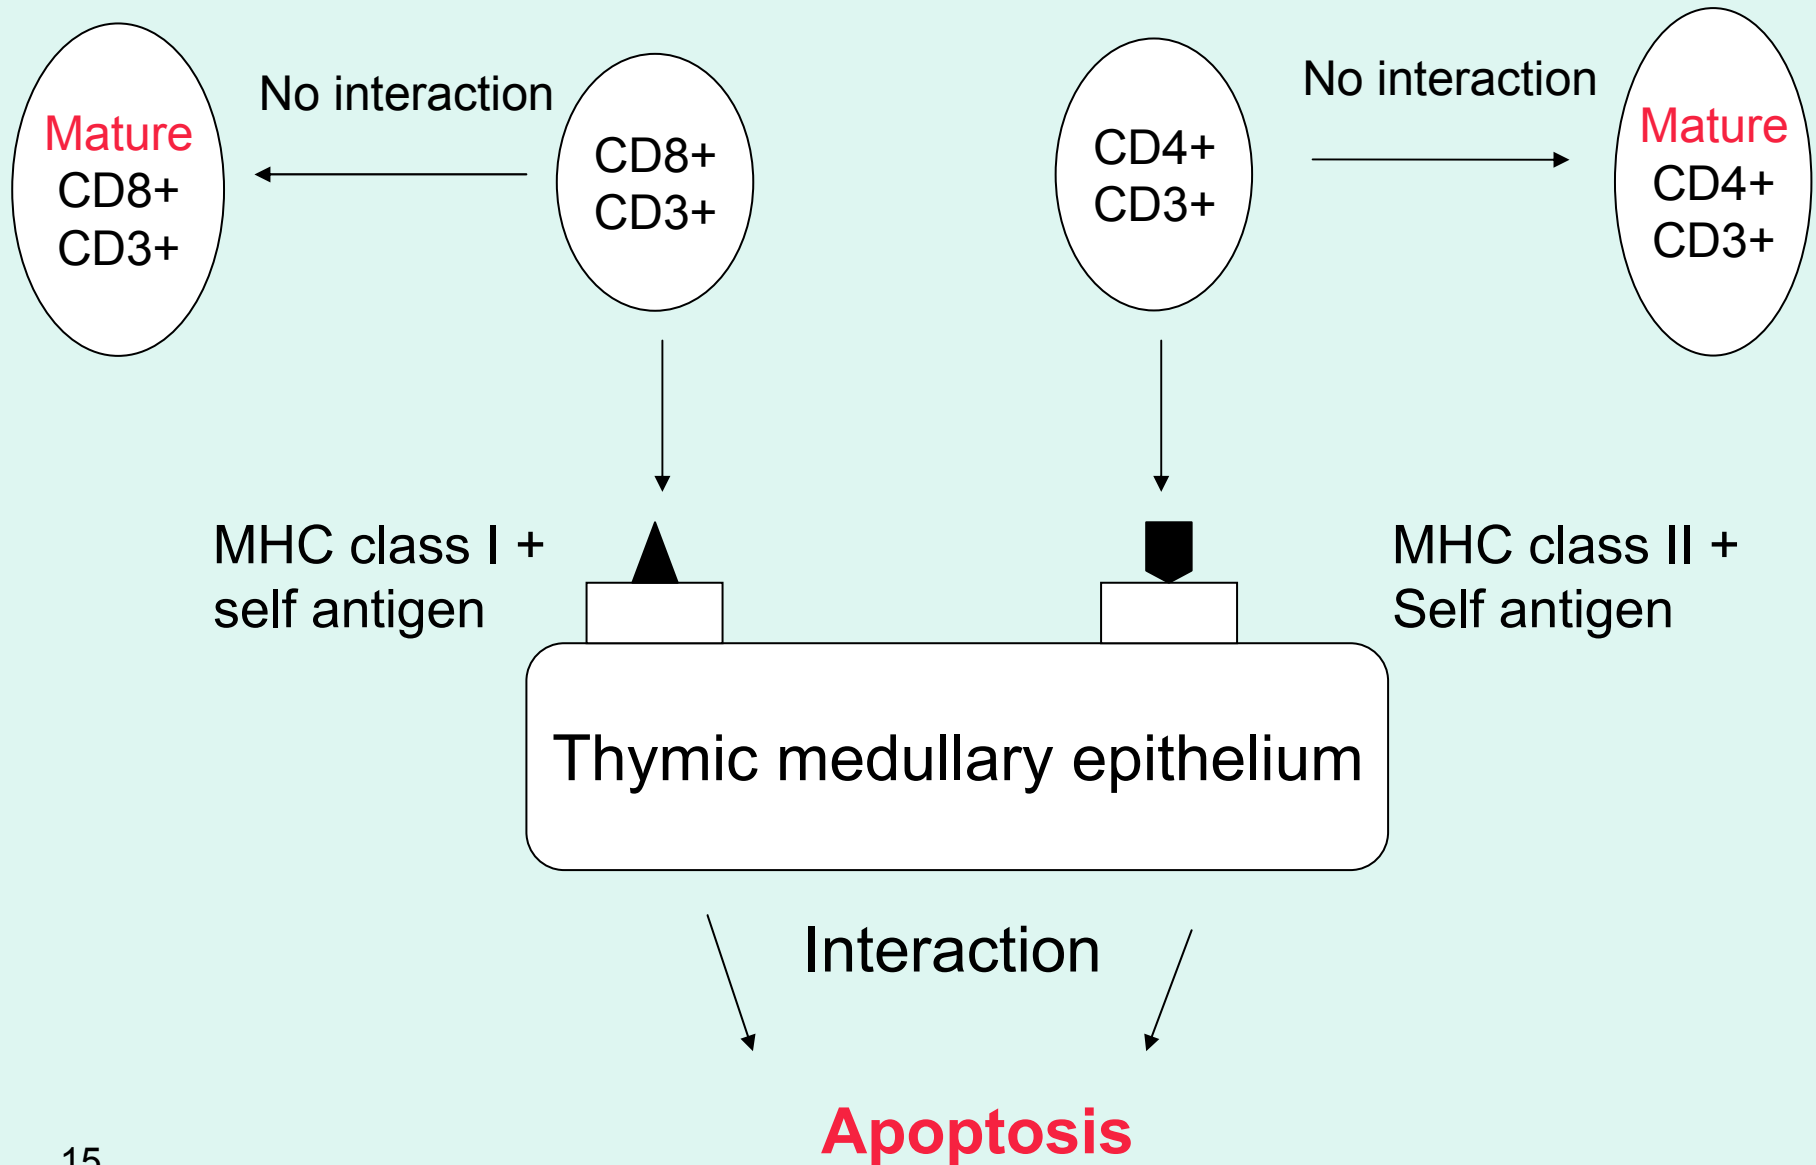 No interaction
No interaction
Mature
CD8+
CD3+
CD8+
CD3+
CD4+
CD3+
Mature
CD4+
CD3+
MHC class I +
self antigen
MHC class II +
Self antigen
Thymic medullary epithelium
Interaction
Apoptosis
15